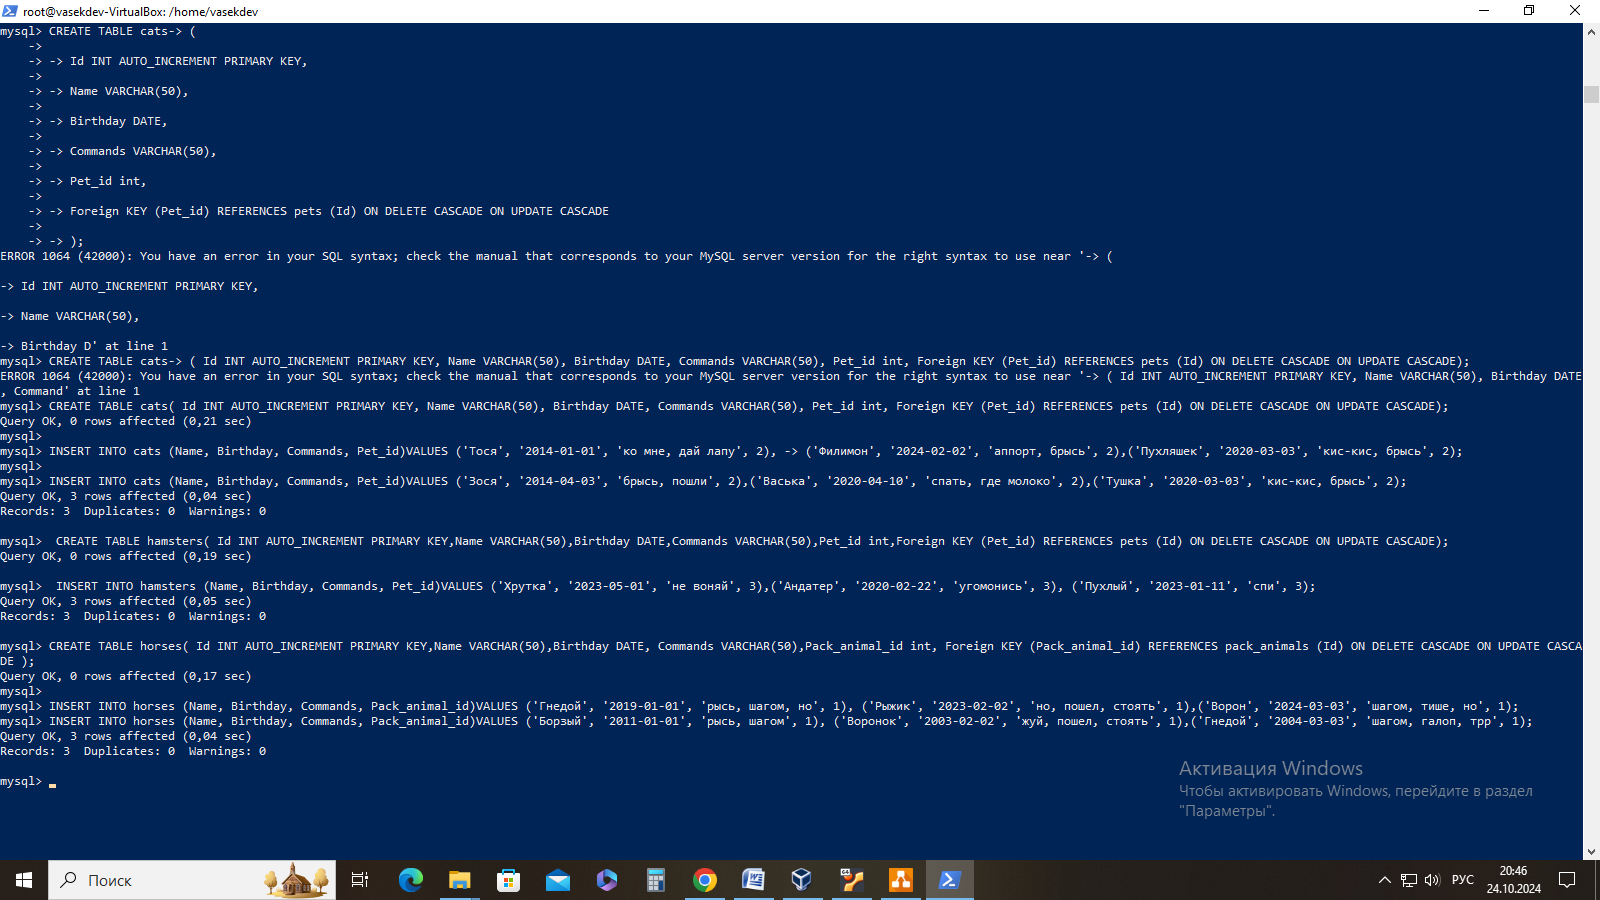 root@vasekdev-VirtualBox: /home/vasekdev
mysql> CREATE TABLE cats-> (
->
-> -> Id INT AUTO_INCREMENT PRIMARY KEY,
->
-> -> Name VARCHAR(50),
->
-> -> Birthday DATE,
->
-> -> Commands VARCHAR(50),
->
-> -> Pet_id int,
->
-> -> Foreign KEY (Pet_id) REFERENCES pets (Id) ON DELETE CASCADE ON UPDATE CASCADE
->
-> -> );
ERROR 1064 (42000): You have an error in your SQL syntax; check the manual that corresponds to your MySQL server version for the right syntax to use near '-> (
-> Id INT AUTO_INCREMENT PRIMARY KEY,
-> Name VARCHAR(50),
-> Birthday D' at line 1
mysql> CREATE TABLE cats-> ( Id INT AUTO_INCREMENT PRIMARY KEY, Name VARCHAR(50), Birthday DATE, Commands VARCHAR(50), Pet_id int, Foreign KEY (Pet_id) REFERENCES pets (Id) ON DELETE CASCADE ON UPDATE CASCADE);
ERROR 1064 (42000): You have an error in your SQL syntax; check the manual that corresponds to your MySQL server version for the right syntax to use near '-> ( Id INT AUTO_INCREMENT PRIMARY KEY, Name VARCHAR(50), Birthday DATE
, Command' at line 1
mysql> CREATE TABLE cats( Id INT AUTO_INCREMENT PRIMARY KEY, Name VARCHAR(50), Birthday DATE, Commands VARCHAR(50), Pet_id int, Foreign KEY (Pet_id) REFERENCES pets (Id) ON DELETE CASCADE ON UPDATE CASCADE);
Query OK, 0 rows affected (0,21 sec)
mysql>
mysql> INSERT INTO cats (Name, Birthday, Commands, Pet_id)VALUES ('Тося', '2014-01-01', 'ко мне, дай лапу', 2), -> ('Филимон', '2024-02-02', 'аппорт, брысь', 2),('Пухляшек', '2020-03-03', 'кис-кис, брысь', 2);
mysql>
mysql> INSERT INTO cats (Name, Birthday, Commands, Pet_id)VALUES ('Зося', '2014-04-03', 'брысь, пошли', 2),('Васька', '2020-04-10', 'спать, где молоко', 2),('Тушка', '2020-03-03', 'кис-кис, брысь', 2);
Query OK, 3 rows affected (0,04 sec)
Records: 3  Duplicates: 0  Warnings: 0
mysql>  CREATE TABLE hamsters( Id INT AUTO_INCREMENT PRIMARY KEY,Name VARCHAR(50),Birthday DATE,Commands VARCHAR(50),Pet_id int,Foreign KEY (Pet_id) REFERENCES pets (Id) ON DELETE CASCADE ON UPDATE CASCADE);
Query OK, 0 rows affected (0,19 sec)
mysql>  INSERT INTO hamsters (Name, Birthday, Commands, Pet_id)VALUES ('Хрутка', '2023-05-01', 'не воняй', 3),('Андатер', '2020-02-22', 'угомонись', 3), ('Пухлый', '2023-01-11', 'спи', 3);
Query OK, 3 rows affected (0,05 sec)
Records: 3  Duplicates: 0  Warnings: 0
mysql> CREATE TABLE horses( Id INT AUTO_INCREMENT PRIMARY KEY,Name VARCHAR(50),Birthday DATE, Commands VARCHAR(50),Pack_animal_id int, Foreign KEY (Pack_animal_id) REFERENCES pack_animals (Id) ON DELETE CASCADE ON UPDATE CASCA
DE );
Query OK, 0 rows affected (0,17 sec)
mysql>
mysql> INSERT INTO horses (Name, Birthday, Commands, Pack_animal_id)VALUES ('Гнедой', '2019-01-01', 'рысь, шагом, но', 1), ('Рыжик', '2023-02-02', 'но, пошел, стоять', 1),('Ворон', '2024-03-03', 'шагом, тише, но', 1);
mysql> INSERT INTO horses (Name, Birthday, Commands, Pack_animal_id)VALUES ('Борзый', '2011-01-01', 'рысь, шагом', 1), ('Воронок', '2003-02-02', 'жуй, пошел, стоять', 1),('Гнедой', '2004-03-03', 'шагом, галоп, трр', 1);
Query OK, 3 rows affected (0,04 sec)
Records: 3  Duplicates: 0  Warnings: 0
mysql>
Активация Windows
Чтобы активировать Windows, перейдите в раздел
"Параметры".
Поиск
РУС
20:46
24.10.2024